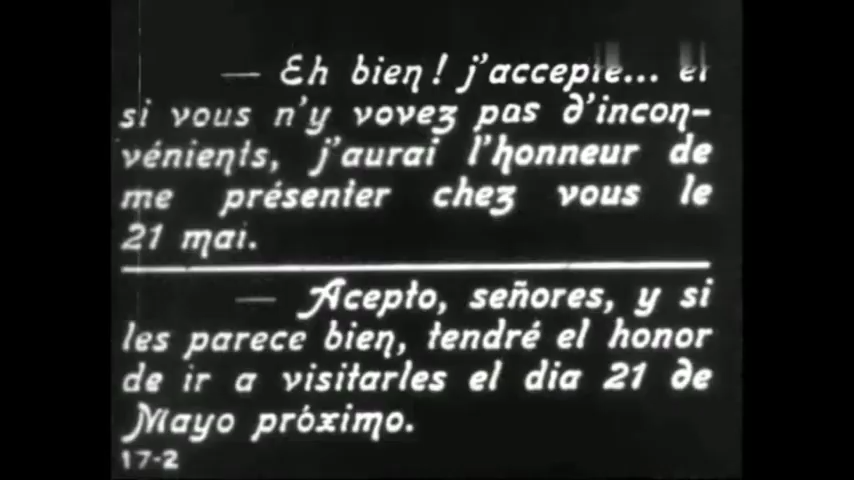 — Eh bien! j'accepte... et
si vous n'y voyez pas d'incon-
vénients, j'aurai l'honneur de
me présenter chez vous le
21 mai.
— Acepto, señores, y si
les parece bien, tendré el honor
de ir a visitarles el dia 21 de
Mayo próximo.
17-2